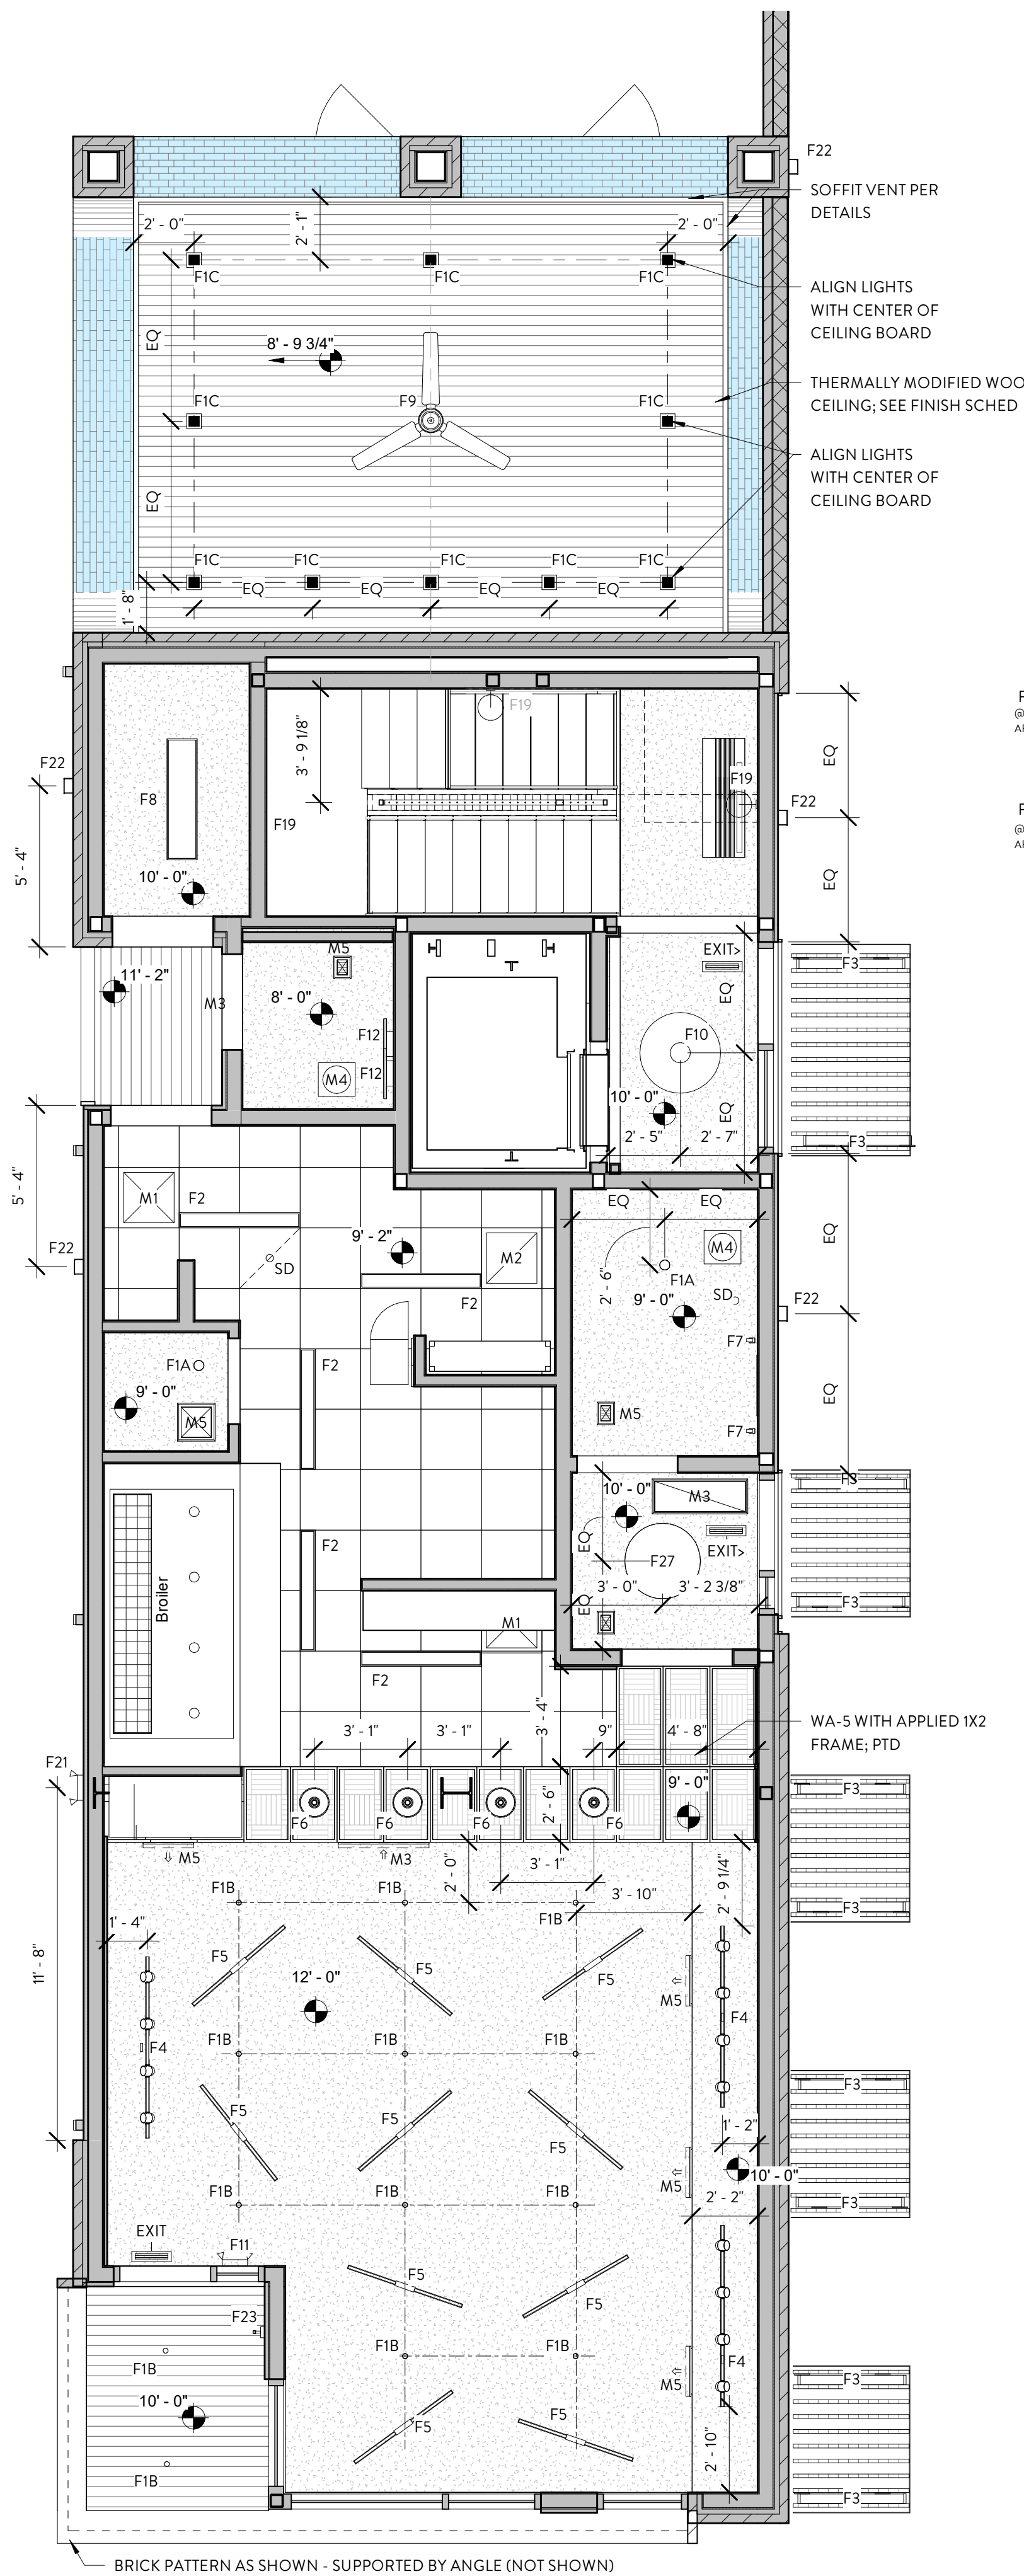 F22
SOFFIT VENT PER
DETAILS
2' - 0"
2' - 1"
2' - 0"
F1C
F1C
F1C
ALIGN LIGHTS
WITH CENTER OF
CEILING BOARD
EQ
8' - 9 3/4"
THERMALLY MODIFIED WOO
CEILING; SEE FINISH SCHED
F1C
F9
F1C
ALIGN LIGHTS
WITH CENTER OF
CEILING BOARD
EQ
F1C
F1C
F1C
F1C
F1C
EQ
EQ
EQ
EQ
1' - 8"
F19
3' - 9 1/8"
EQ
F22
F8
F19
F19
F22
5' - 4"
10' - 0"
EQ
M5
EXIT>
F3
11' - 2"
M3
8' - 0"
EQ
F12
F10
F12
M4
10' - 0"
EQ
2' - 5"
2' - 7"
F3
5' - 4"
M1
F2
EQ
EQ
9' - 2"
M4
EQ
F22
M2
SD
2' - 6"
F1A
SD
9' - 0"
F22
F2
F7
F2
F1A
9' - 0"
EQ
M5
M5
F7
F3
10' - 0"
M3
F2
EQ
EXIT>
F27
3' - 0"
3' - 2 3/8"
EQ
F3
Broiler
M1
F2
3' - 4"
3' - 1"
3' - 1"
9"
4' - 8"
WA-5 WITH APPLIED 1X2
FRAME; PTD
F21
9' - 0"
F3
F6
F6
F6
F6
2' - 6"
M5
M3
2' - 0"
3' - 1"
2' - 9 1/4"
F1B
F1B
3' - 10"
F1B
F3
1' - 4"
11' - 8"
F5
F5
F5
12' - 0"
M5
F4
F1B
F1B
F1B
F4
F3
F5
F5
F5
1' - 2"
M5
10' - 0"
2' - 2"
F1B
F1B
F1B
F3
EXIT
F11
F5
F5
F23
F1B
F1B
F4
M5
F3
F1B
10' - 0"
F5
F5
2' - 10"
F1B
F3
BRICK PATTERN AS SHOWN - SUPPORTED BY ANGLE (NOT SHOWN)